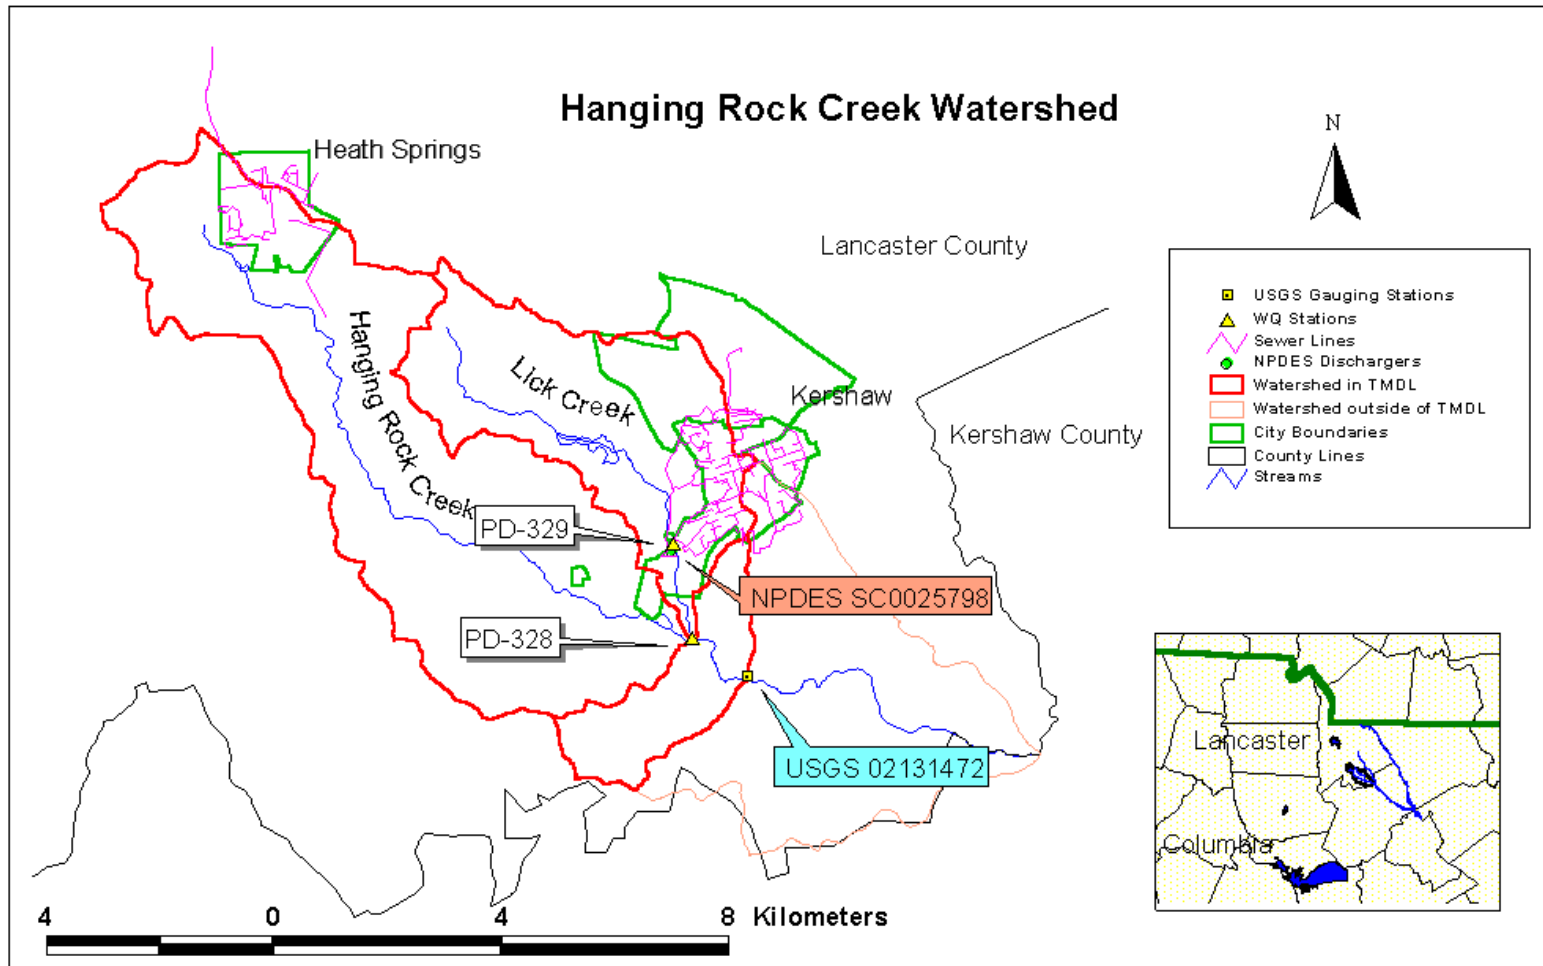 Hanging Rock Creek Watershed
N
Heath Springs
Lancaster County
Hanging Rock Creek
Lick Creek
Kershaw
Kershaw County
PD-329
NPDES SC0025798
PD-328
USGS 02131472
USGS Gauging Stations
WQ Stations
Sewer Lines
NPDES Dischargers
Watershed in TMDL
Watershed outside of TMDL
City Boundaries
County Lines
Streams
Lancaster
Columbia
4 0 4 8 Kilometers